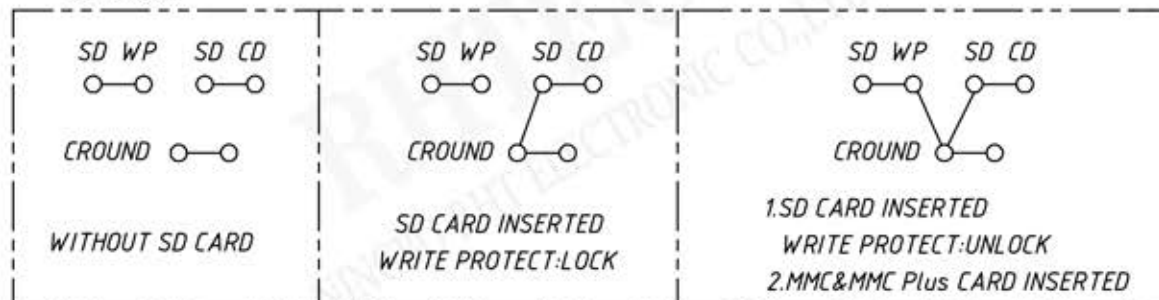 SD WP SD CD
CROUND
WITHOUT SD CARD
SD WP SD CD
CROUND
SD CARD INSERTED
WRITE PROTECT:LOCK
SD WP SD CD
CROUND
1.SD CARD INSERTED
WRITE PROTECT:UNLOCK
2.MMC&MMC Plus CARD INSERTED